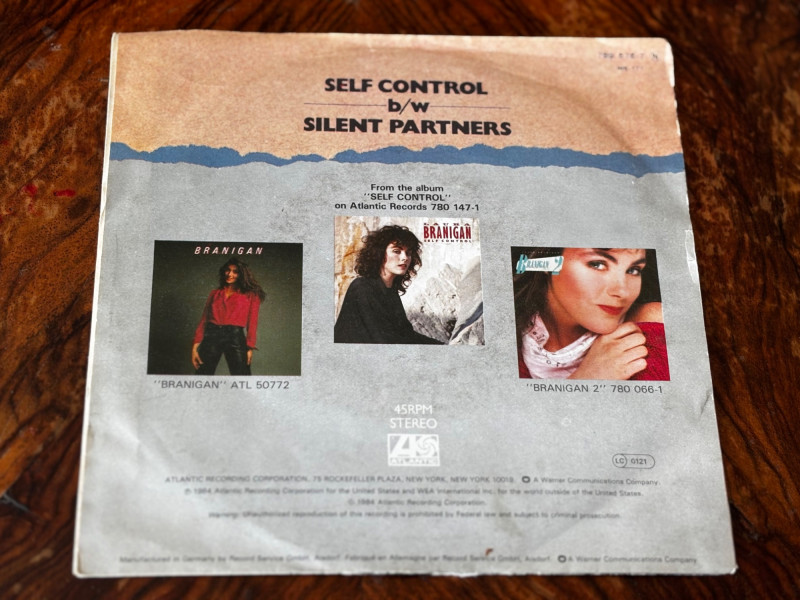 SELF CONTROL
b/w
SILENT PARTNERS
From the album
"SELF CONTROL"
on Atlantic Records 780 147-1
BRANIGAN
LAURA
BRANIGAN
SELF CONTROL
BRANIGAN 2
"BRANIGAN" ATL 50772
"BRANIGAN 2" 780 066-1
45RPM
STEREO
ATLANTIC
LC 0121
ATLANTIC RECORDING CORPORATION, 75 ROCKEFELLER PLAZA, NEW YORK, NEW YORK 10019. A Warner Communications Company.
℗ 1984 Atlantic Recording Corporation for the United States and WEA International Inc. for the world outside of the United States.
© 1984 Atlantic Recording Corporation.
Warning: Unauthorized reproduction of this recording is prohibited by Federal law and subject to criminal prosecution.
Manufactured in Germany by Record Service GmbH, Alsdorf. Fabriqué en Allemagne par Record Service GmbH, Alsdorf. A Warner Communications Company